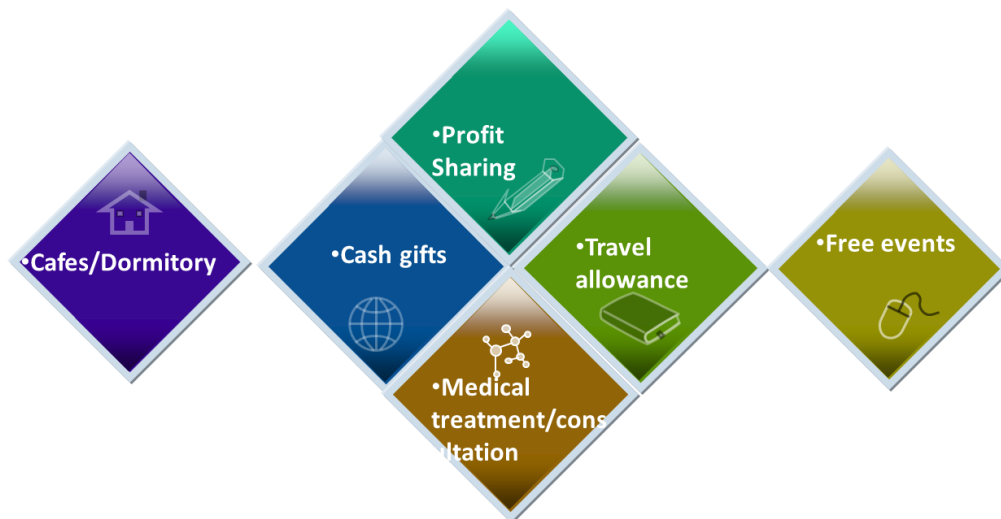 •Profit
Sharing
•Cafes/Dormitory
•Cash gifts
•Travel
allowance
•Free events
•Medical
treatment/cons
ultation